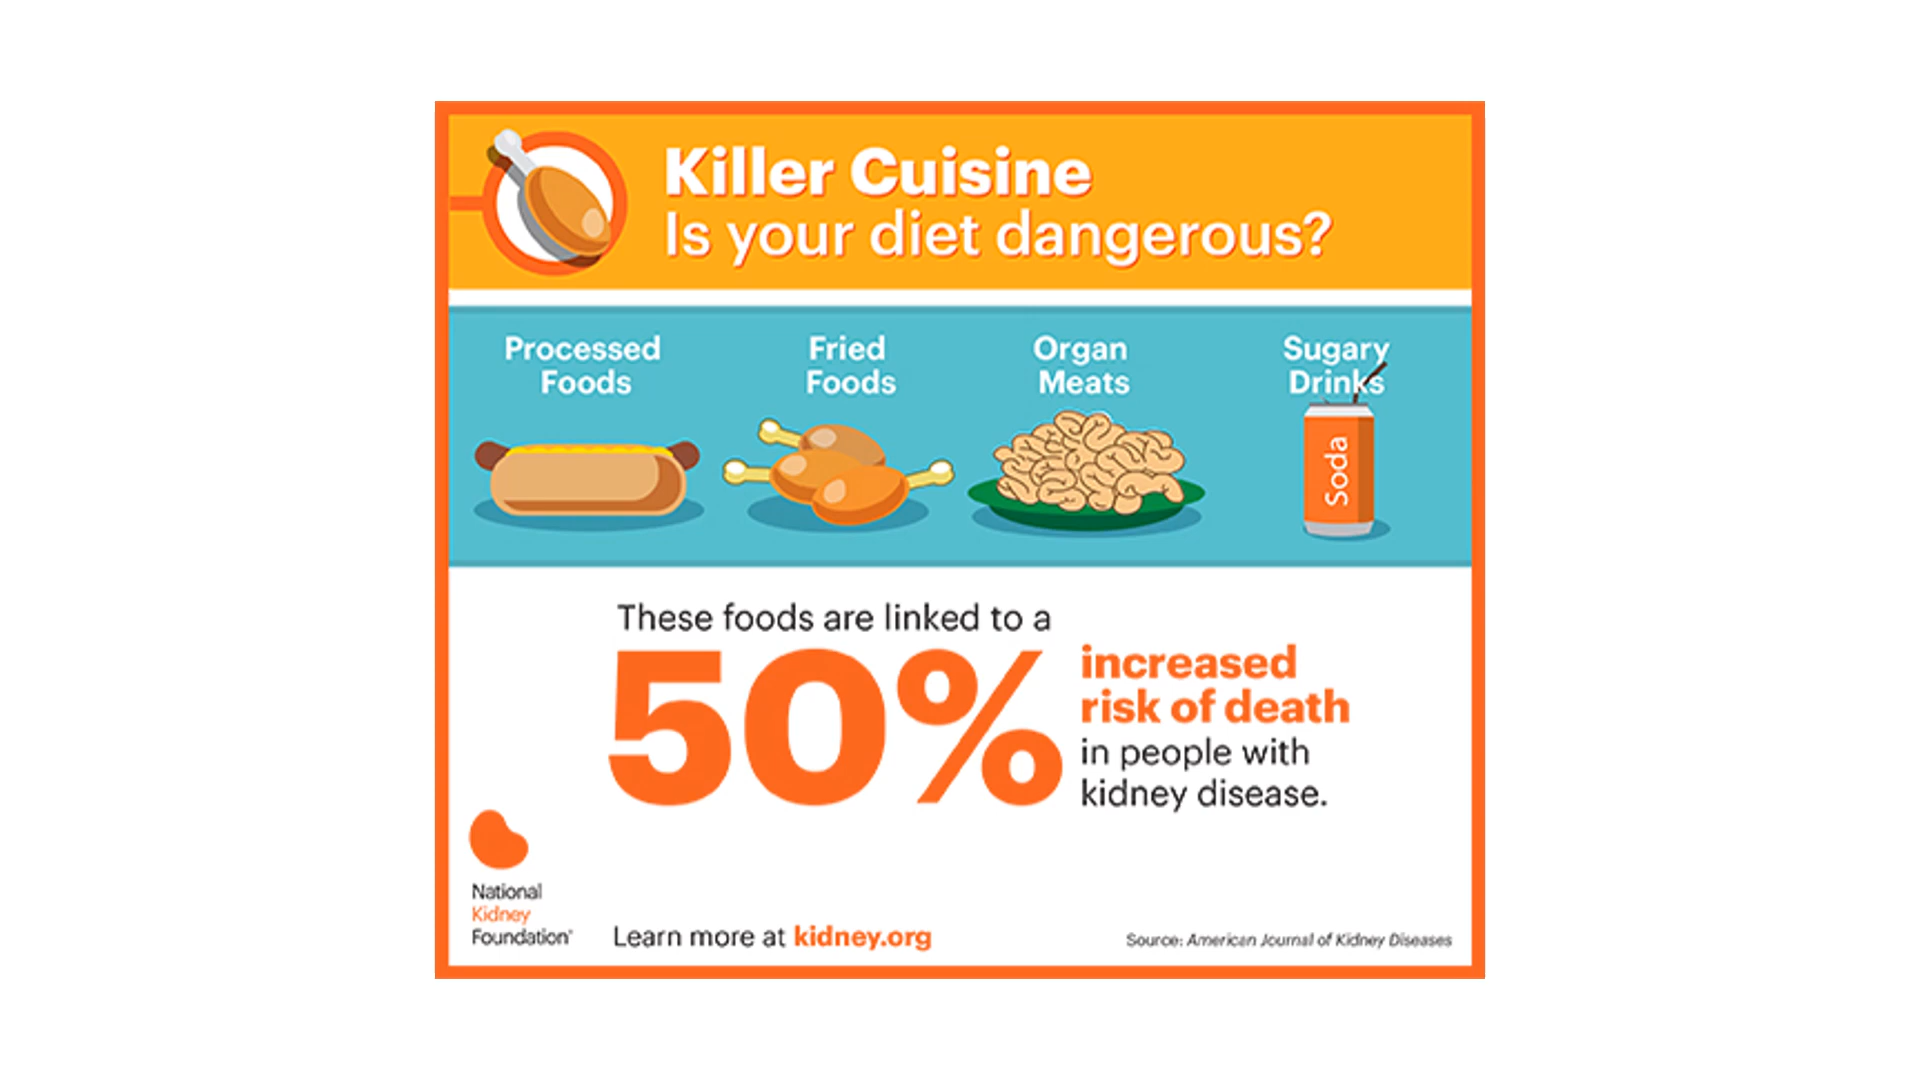 Killer Cuisine
Is your diet dangerous?
Processed
Foods
Fried
Foods
Organ
Meats
Sugary
Drinks
Soda
These foods are linked to a
50%
increased
risk of death
in people with
kidney disease.
National
Kidney
Foundation®
Learn more at kidney.org
Source: American Journal of Kidney Diseases